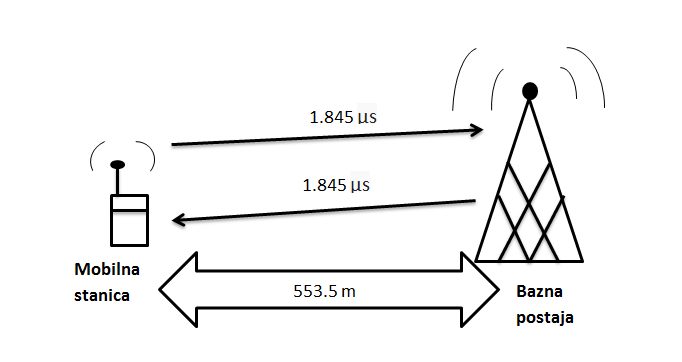 1.845 µs
1.845 µs
553.5 m
Mobilna
stanica
Bazna
postaja